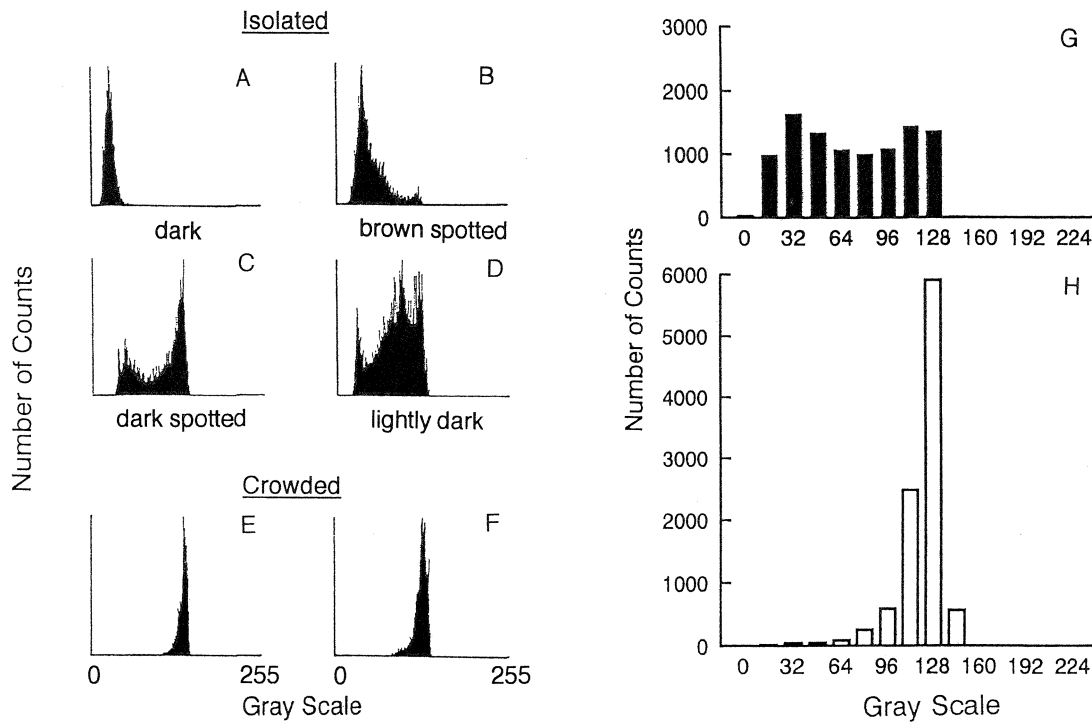 Isolated
A
B
dark
brown spotted
C
D
dark spotted
lightly dark
Number of Counts
Crowded
E
F
0
255
0
255
Gray Scale
G
3000
2000
1000
0
0 32 64 96 128 160 192 224
Number of Counts
H
6000
5000
4000
3000
2000
1000
0
0 32 64 96 128 160 192 224
Gray Scale